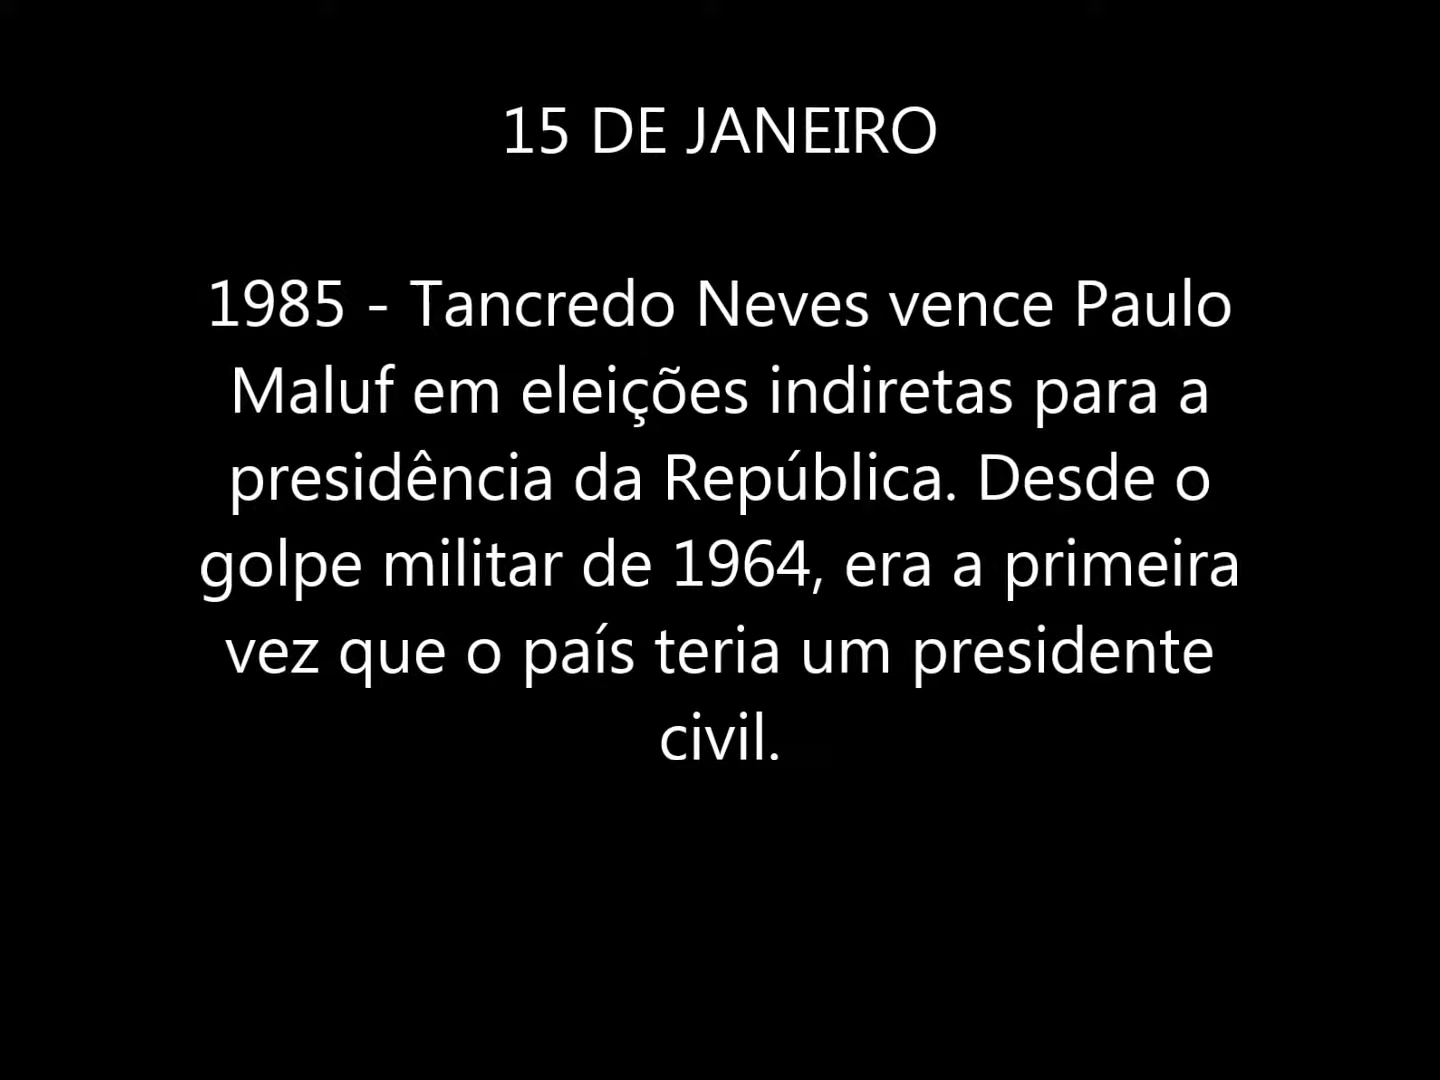 15 DE JANEIRO
1985 - Tancredo Neves vence Paulo
Maluf em eleições indiretas para a
presidência da República. Desde o
golpe militar de 1964, era a primeira
vez que o país teria um presidente
civil.